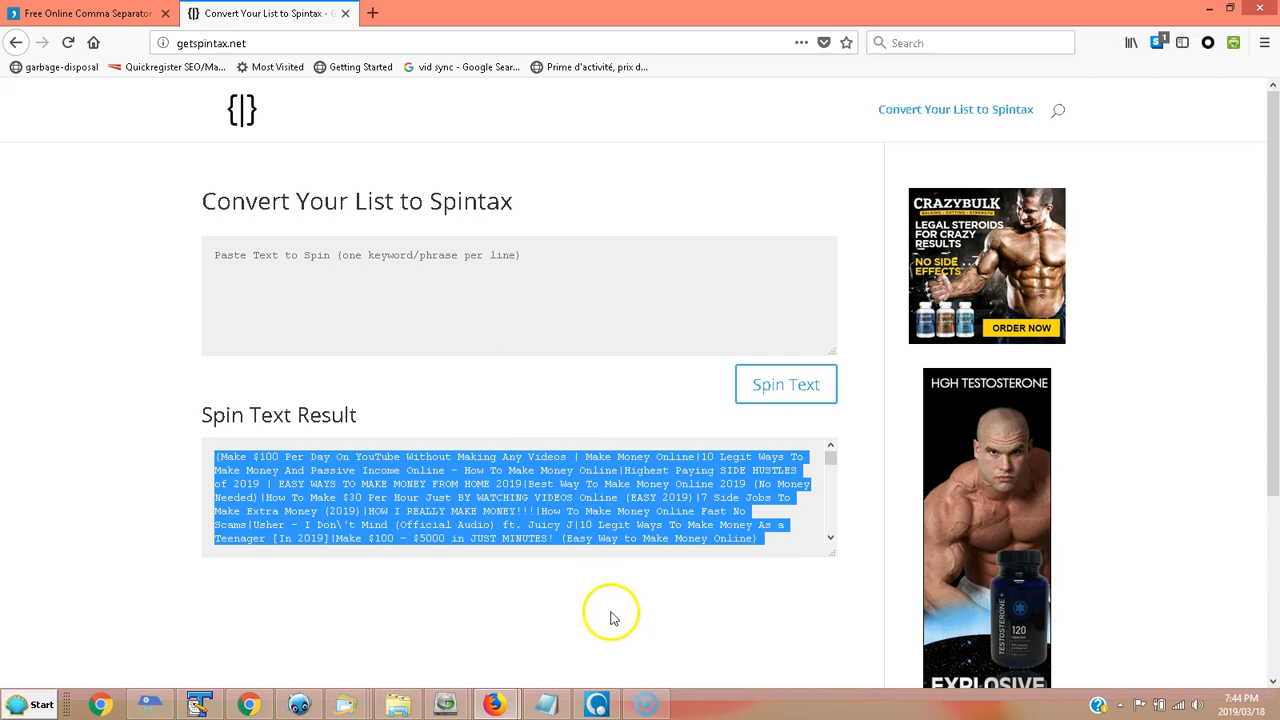 Free Online Comma Separator
Convert Your List to Spintax -
getspintax.net
Search
1
garbage-disposal
Quickregister SEO/Ma...
Most Visited
Getting Started
vid sync - Google Sear...
Prime d'activité, prix d...
{|}
Convert Your List to Spintax
Convert Your List to Spintax
Paste Text to Spin (one keyword/phrase per line)
Spin Text
Spin Text Result
{Make $100 Per Day On YouTube Without Making Any Videos | Make Money Online|10 Legit Ways To
Make Money And Passive Income Online - How To Make Money Online|Highest Paying SIDE HUSTLES
of 2019 | EASY WAYS TO MAKE MONEY FROM HOME 2019|Best Way To Make Money Online 2019 (No Money
Needed)|How To Make $30 Per Hour Just BY WATCHING VIDEOS Online (EASY 2019)|7 Side Jobs To
Make Extra Money (2019)|HOW I REALLY MAKE MONEY!!!|How To Make Money Online Fast No
Scams|Usher - I Don\'t Mind (Official Audio) ft. Juicy J|10 Legit Ways To Make Money As a
Teenager [In 2019]|Make $100 - $5000 in JUST MINUTES! (Easy Way to Make Money Online)
CRAZYBULK
BULKING • CUTTING • STRENGTH
LEGAL STEROIDS
FOR CRAZY
RESULTS
NO SIDE
EFFECTS
ORDER NOW
HGH TESTOSTERONE
TESTOSTERONE +
120
EXPLOSIVE
Start
7:44 PM
2019/03/18